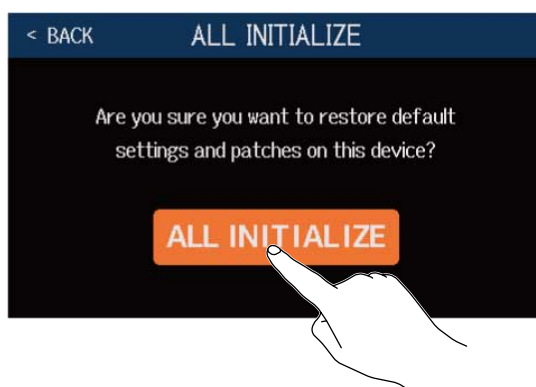 < BACK
ALL INITIALIZE
Are you sure you want to restore default
settings and patches on this device?
ALL INITIALIZE